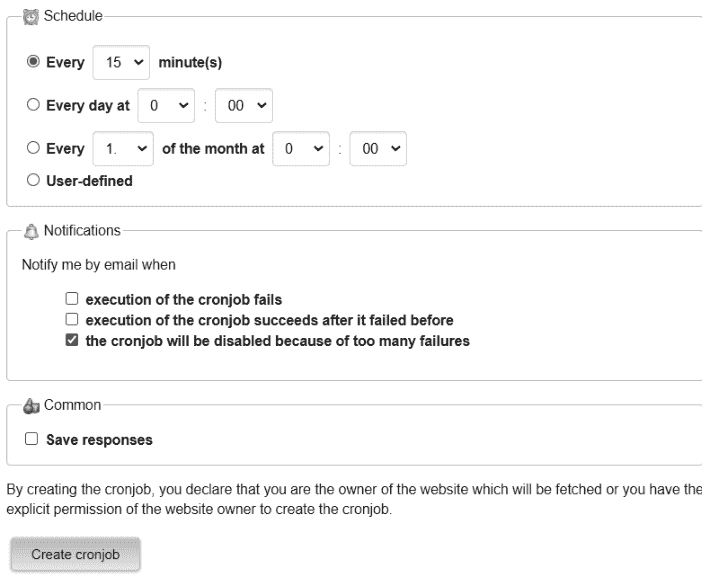 Schedule
Every 15 minute(s)
Every day at 0 : 00
Every 1. of the month at 0 : 00
User-defined
Notifications
Notify me by email when
execution of the cronjob fails
execution of the cronjob succeeds after it failed before
the cronjob will be disabled because of too many failures
Common
Save responses
By creating the cronjob, you declare that you are the owner of the website which will be fetched or you have the
explicit permission of the website owner to create the cronjob.
Create cronjob